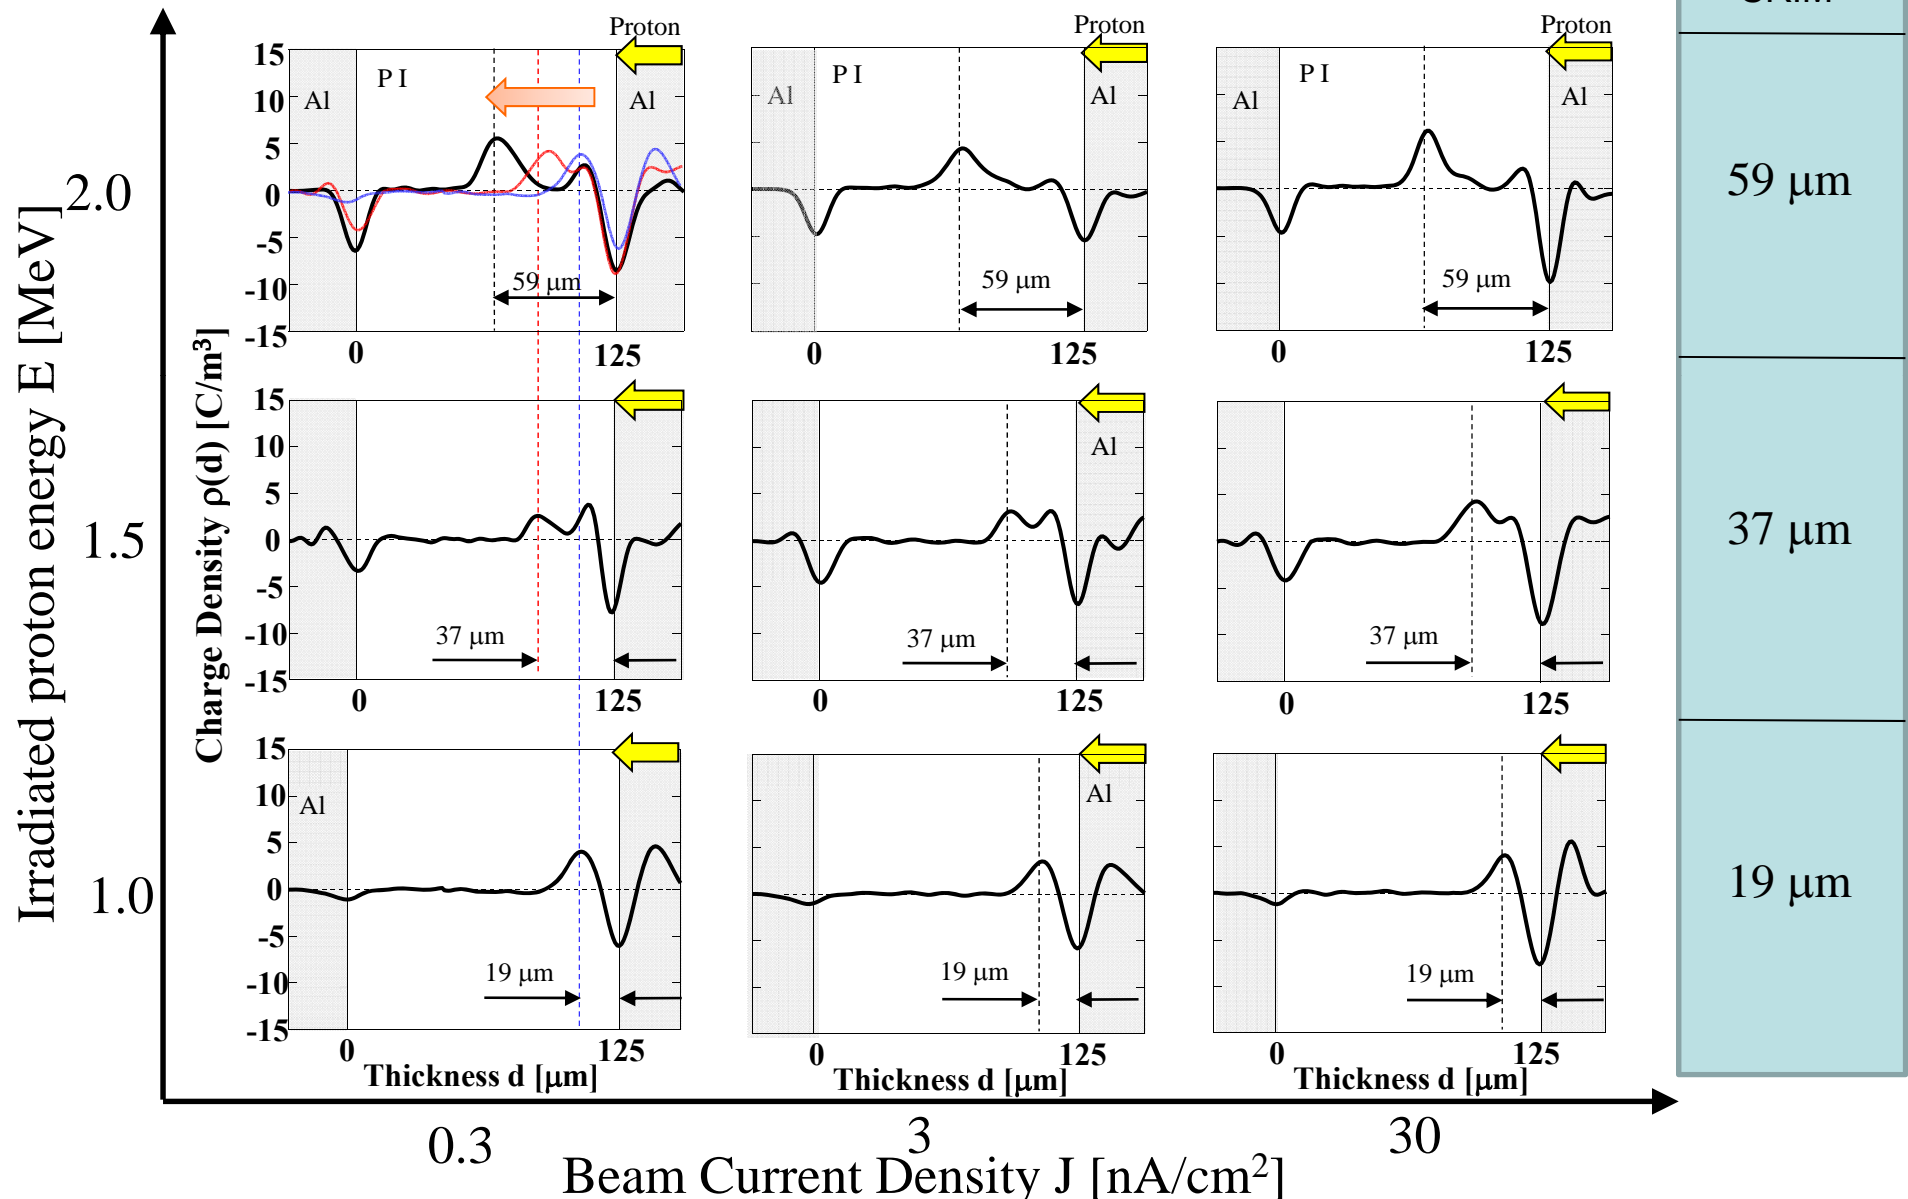 Proton
Proton
Proton
15
10
5
0
-5
-10
-15
Al
P I
Al
59 μm
0
125
Al
P I
Al
59 μm
0
125
Al
P I
Al
59 μm
0
125
59 μm
2.0
15
10
5
0
-5
-10
-15
37 μm
0
125
Al
37 μm
0
125
37 μm
0
125
37 μm
1.5
15
10
5
0
-5
-10
-15
Al
19 μm
0
125
Al
19 μm
0
125
19 μm
0
125
19 μm
1.0
Irradiated proton energy E [MeV]
Charge Density ρ(d) [C/m³]
Thickness d [μm]
Thickness d [μm]
Thickness d [μm]
0.3
3
30
Beam Current Density J [nA/cm²]